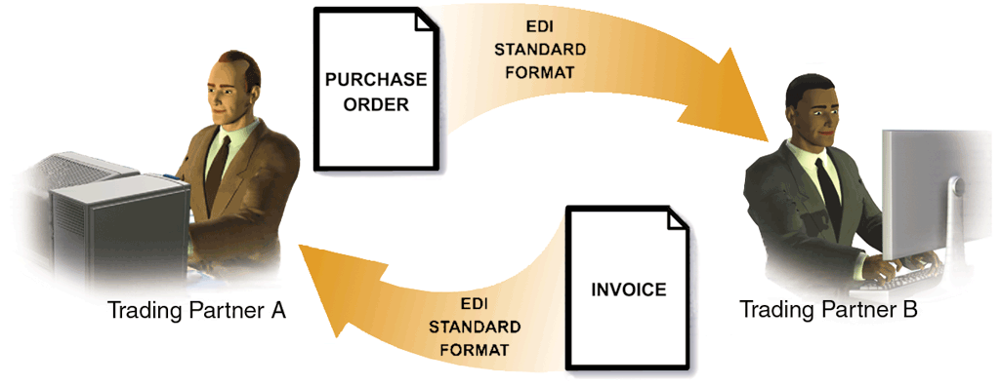 EDI
STANDARD
FORMAT
PURCHASE
ORDER
INVOICE
EDI
STANDARD
FORMAT
Trading Partner A
Trading Partner B